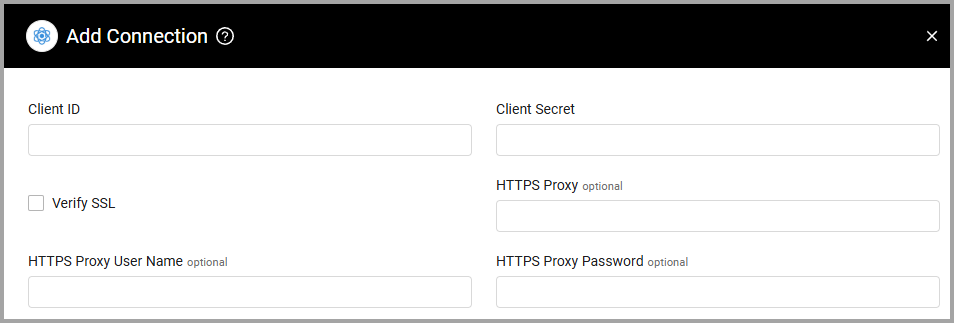 Add Connection ?
Client ID
Client Secret
Verify SSL
HTTPS Proxy optional
HTTPS Proxy User Name optional
HTTPS Proxy Password optional